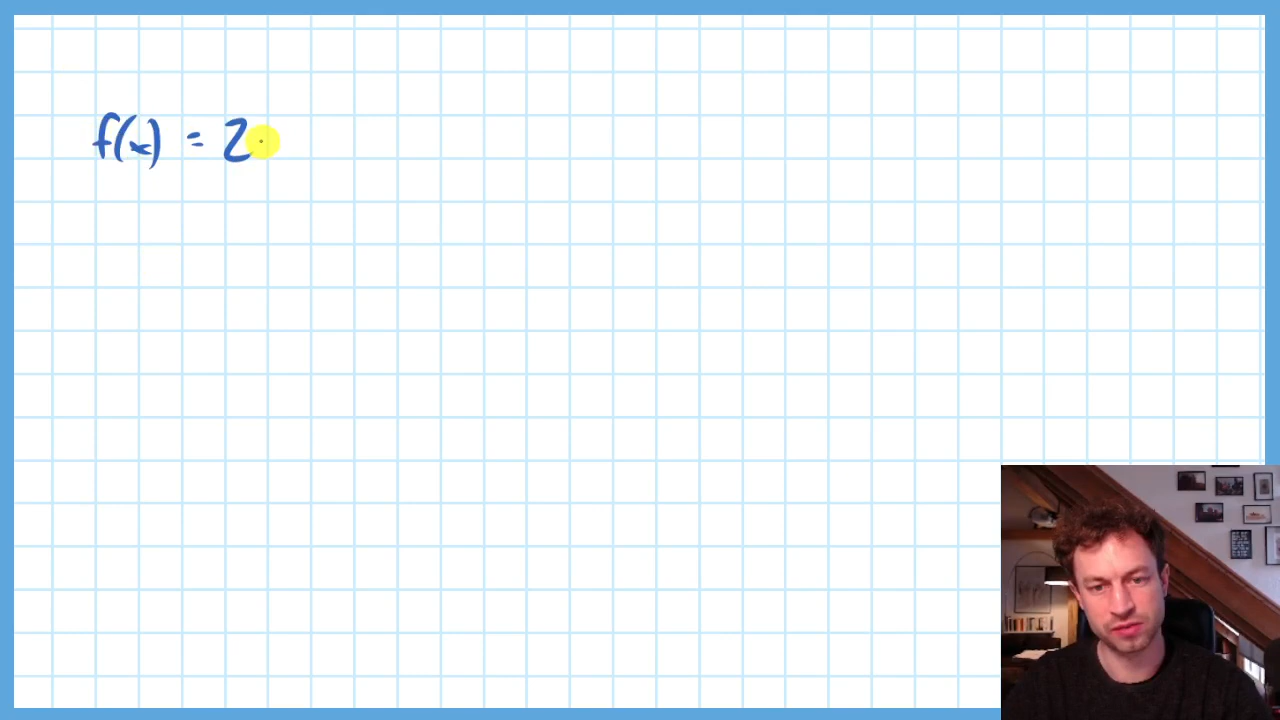 f(x) = 2